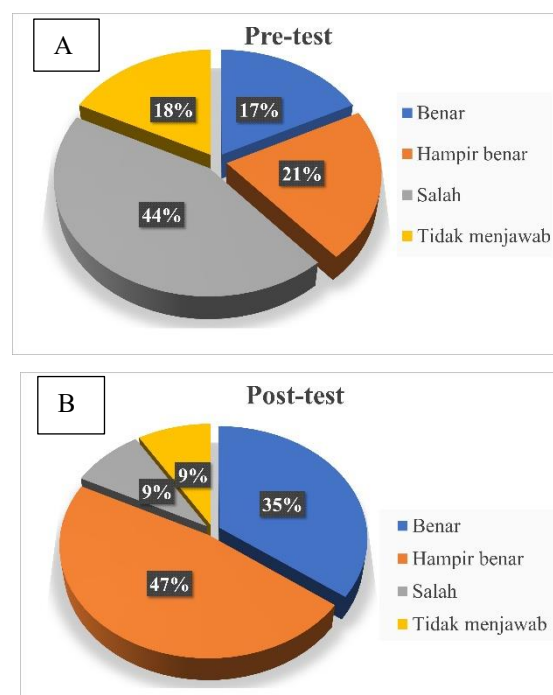 A
Pre-test
18%
17%
21%
44%
Benar
Hampir benar
Salah
Tidak menjawab
B
Post-test
9%
9%
35%
47%
Benar
Hampir benar
Salah
Tidak menjawab